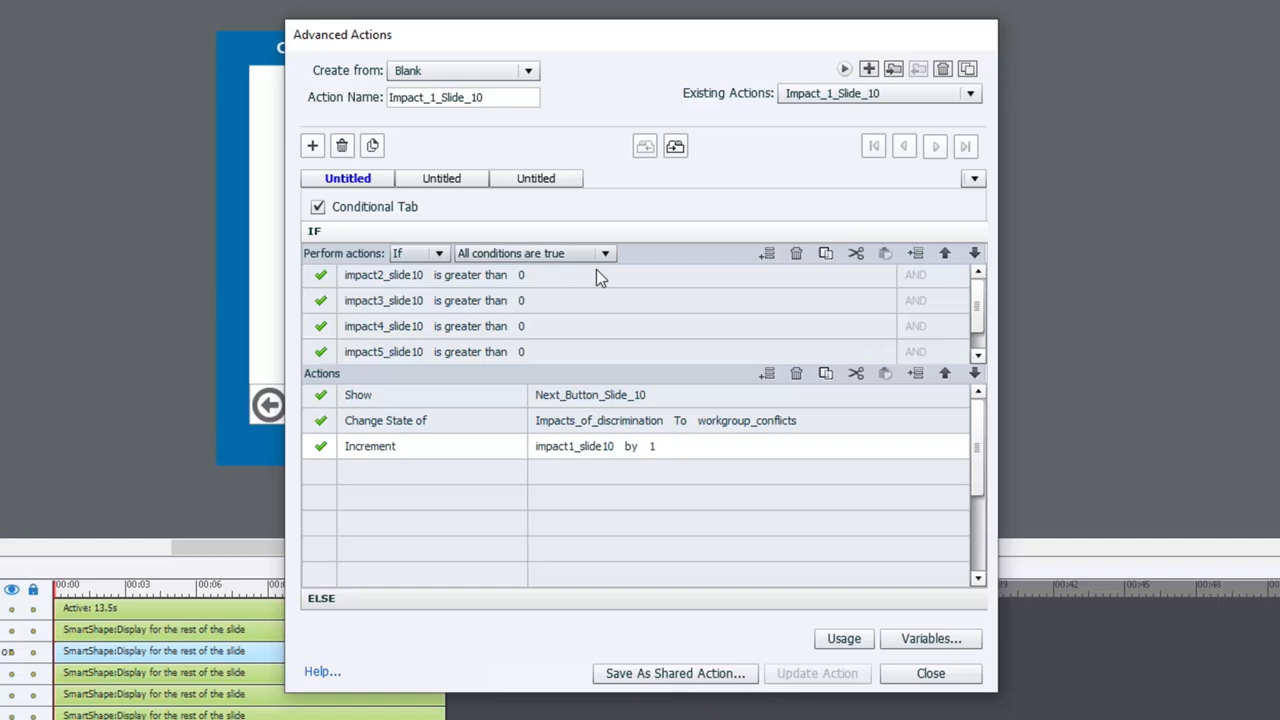 Advanced Actions
Create from: Blank
Action Name: Impact_1_Slide_10
Existing Actions: Impact_1_Slide_10
Untitled Untitled Untitled
Conditional Tab
IF
Perform actions: If All conditions are true
impact2_slide10 is greater than 0 AND
impact3_slide10 is greater than 0 AND
impact4_slide10 is greater than 0 AND
impact5_slide10 is greater than 0 AND
Actions
Show Next_Button_Slide_10
Change State of Impacts_of_discrimination To workgroup_conflicts
Increment impact1_slide10 by 1
ELSE
Usage Variables...
Help... Save As Shared Action... Update Action Close
00:00 00:03 00:06 00:42 00:45 00:48
Active: 13.5s
SmartShape:Display for the rest of the slide
SmartShape:Display for the rest of the slide
SmartShape:Display for the rest of the slide
SmartShape:Display for the rest of the slide
SmartShape:Display for the rest of the slide